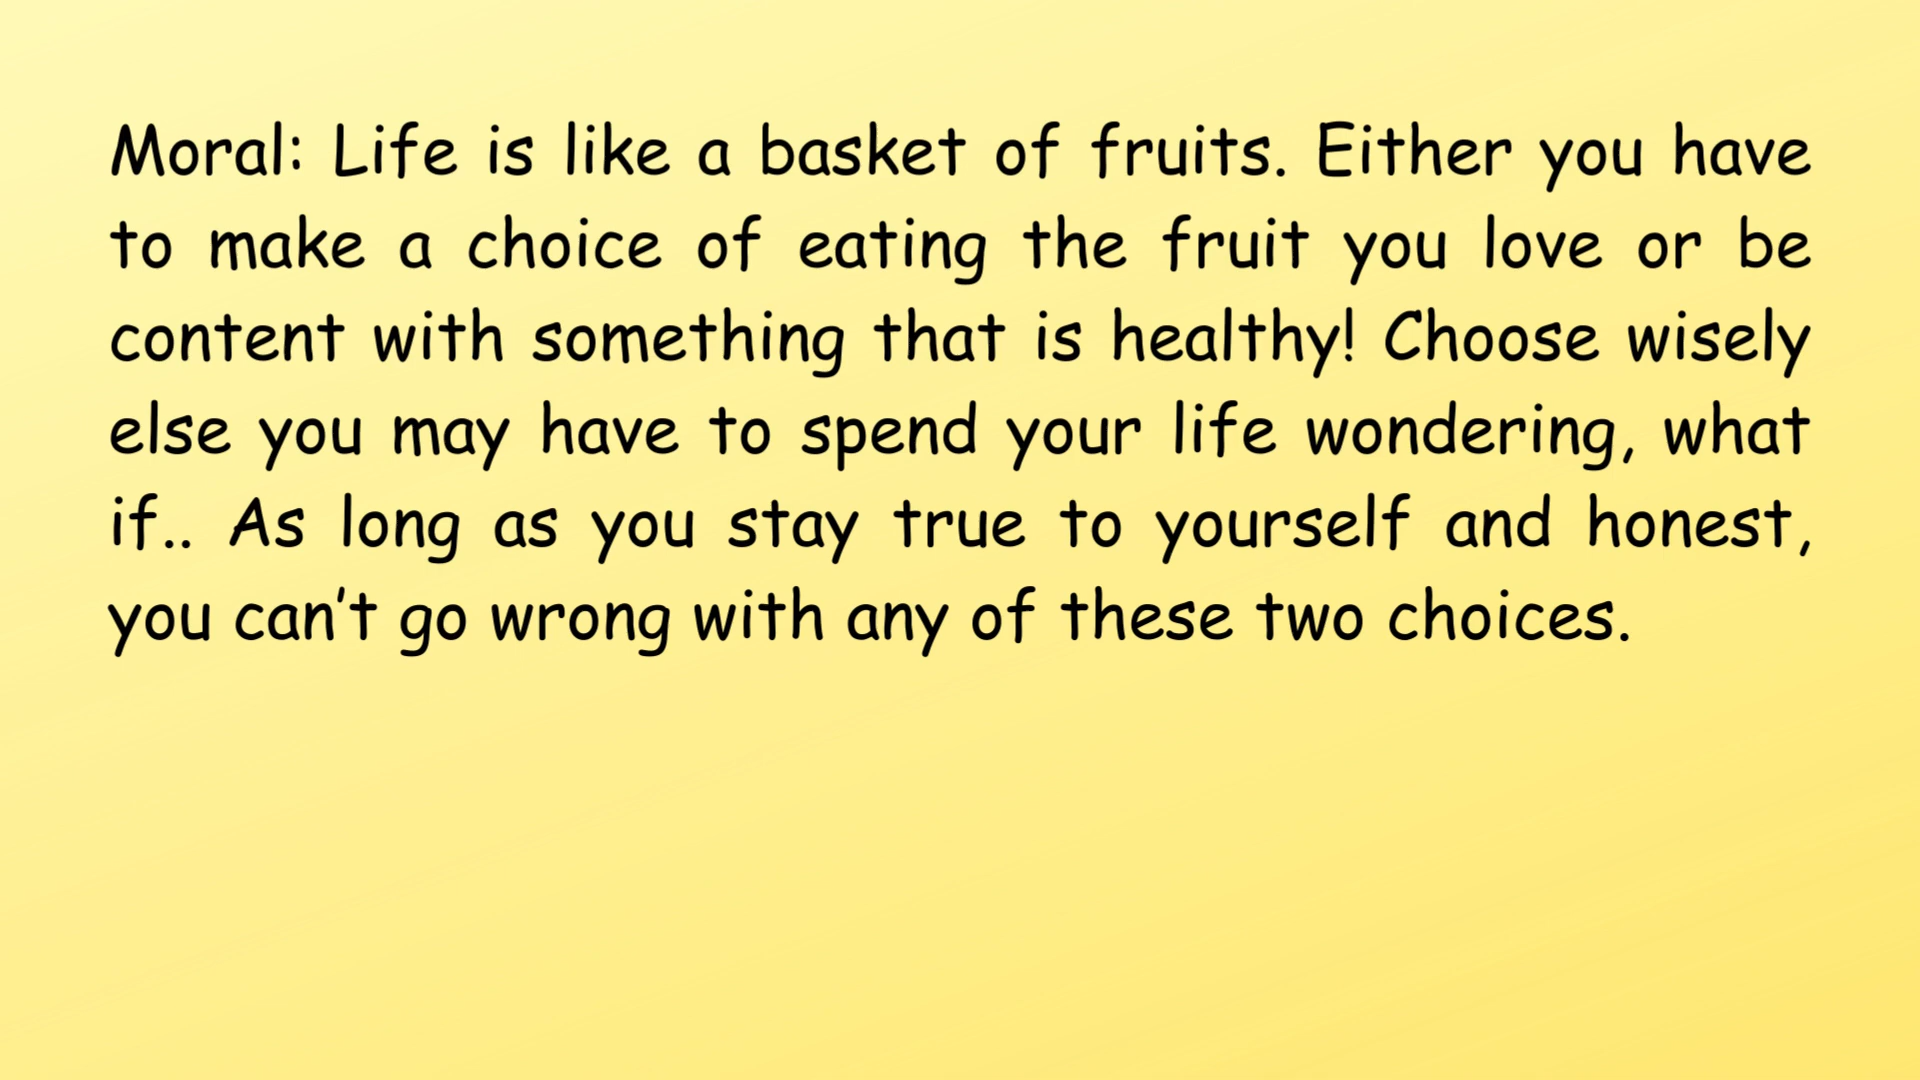 Moral: Life is like a basket of fruits. Either you have
to make a choice of eating the fruit you love or be
content with something that is healthy! Choose wisely
else you may have to spend your life wondering, what
if.. As long as you stay true to yourself and honest,
you can’t go wrong with any of these two choices.